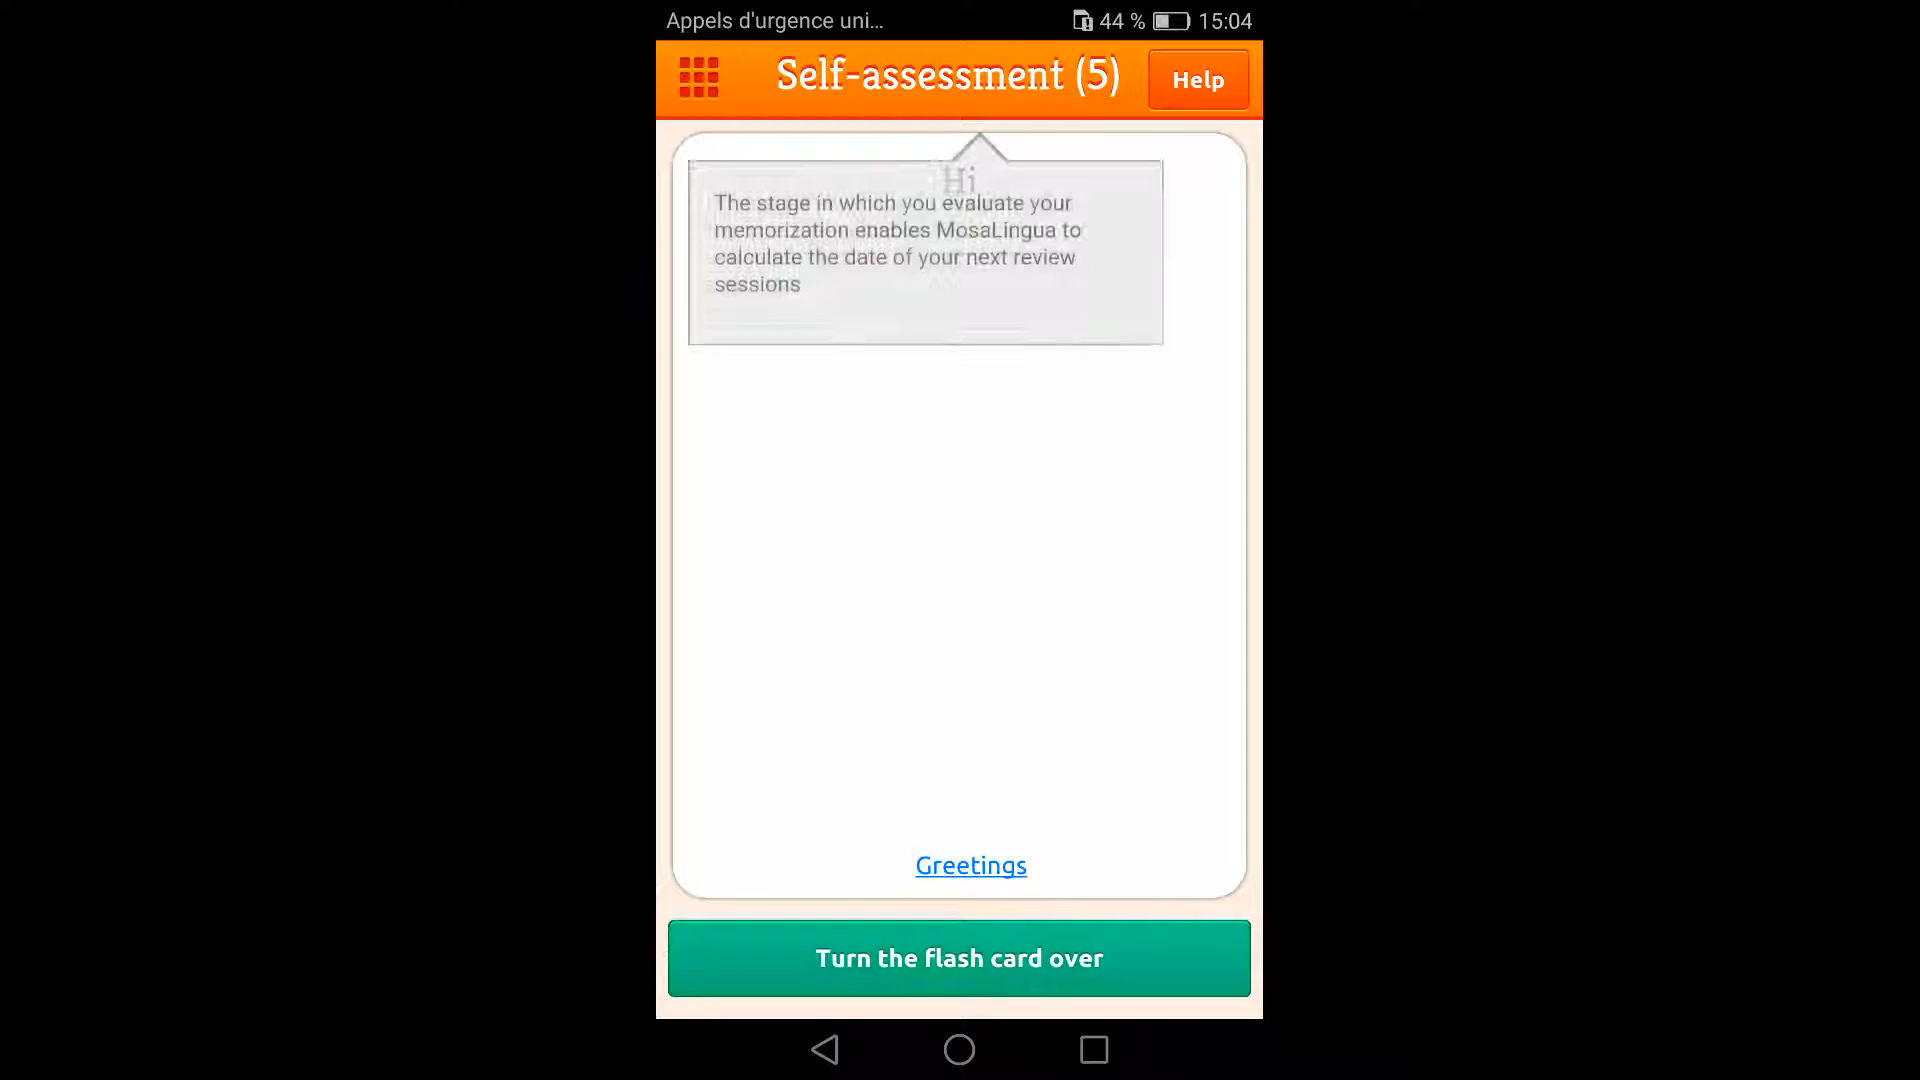 Appels d'urgence uni... 44 % 15:04
Self-assessment (5) Help
Hi
The stage in which you evaluate your
memorization enables MosaLingua to
calculate the date of your next review
sessions
Greetings
Turn the flash card over